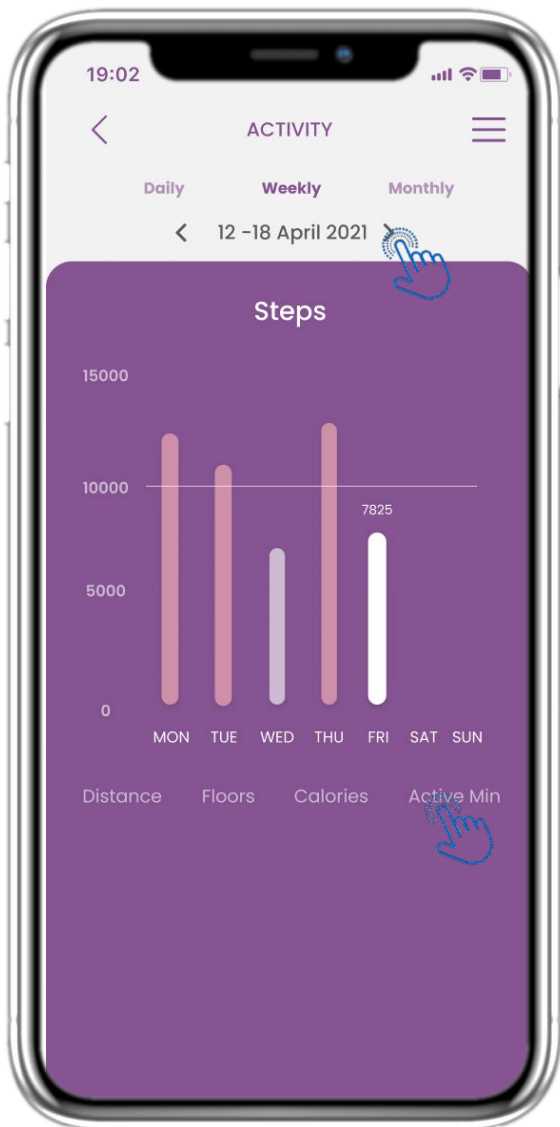 19:02
ACTIVITY
Daily Weekly Monthly
12 -18 April 2021
Steps
15000
10000
7825
5000
0
MON TUE WED THU FRI SAT SUN
Distance Floors Calories Active Min